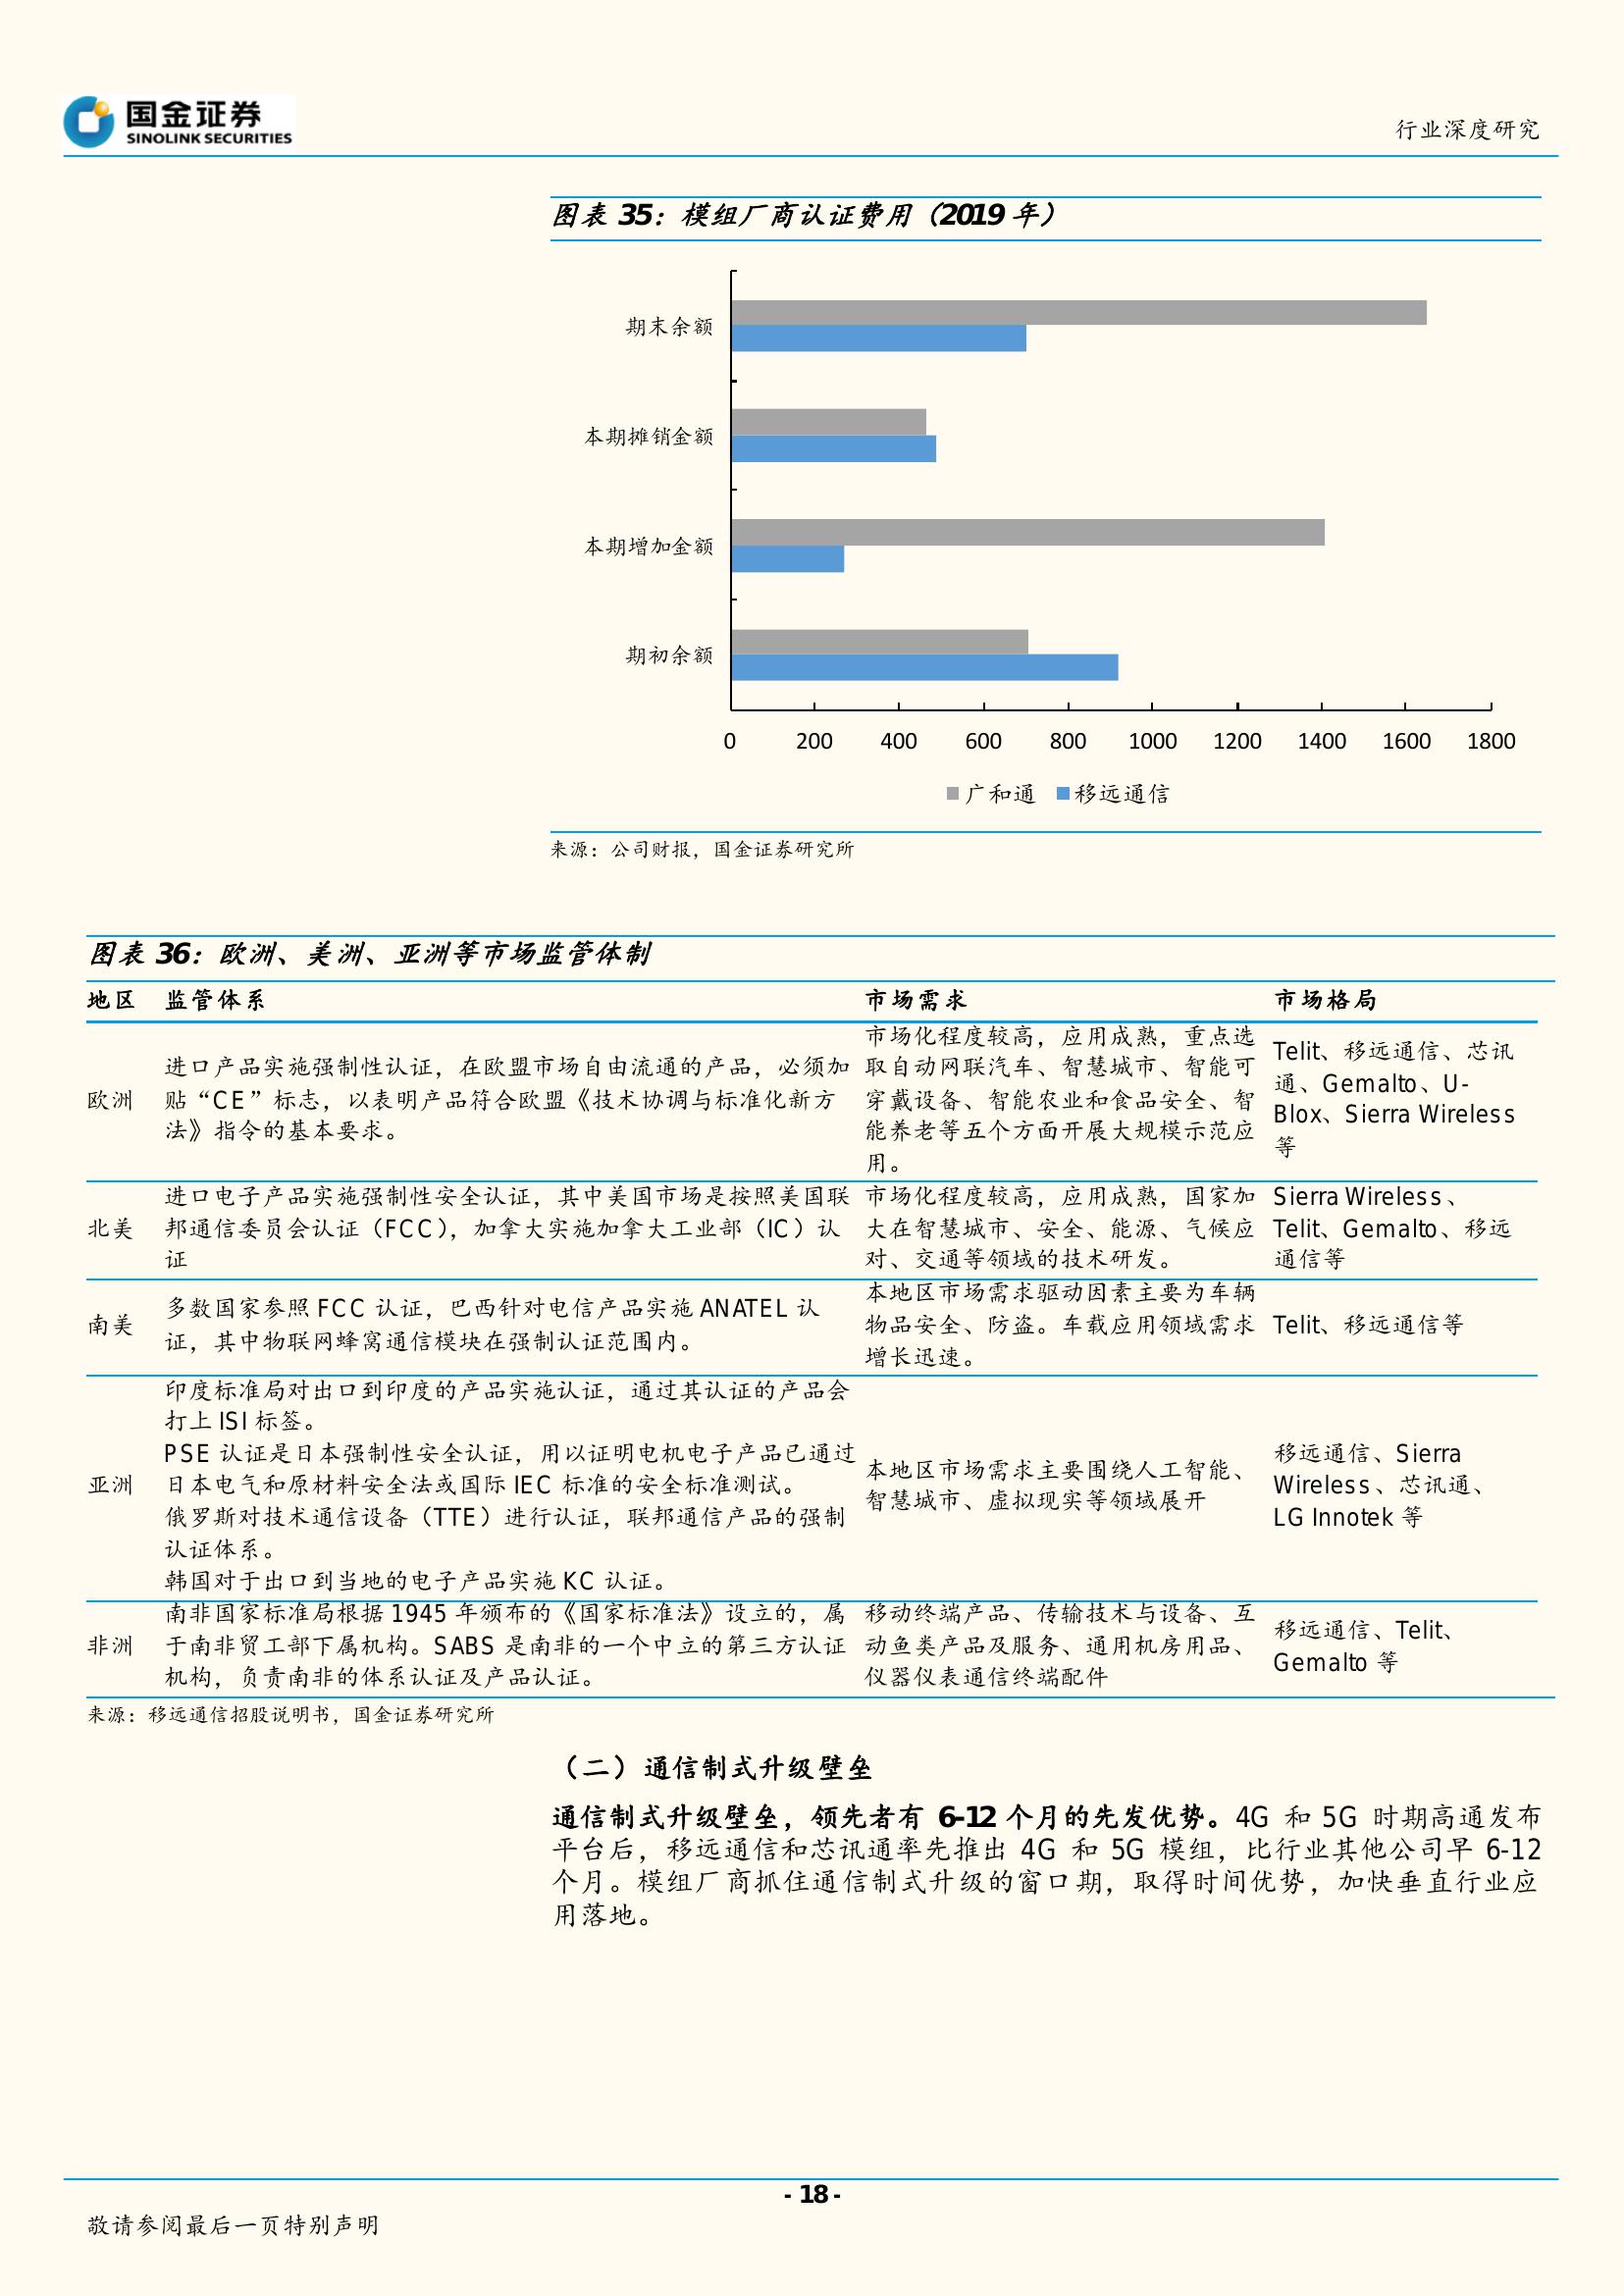 国金证券
SINOLINK SECURITIES
行业深度研究
图表 35：模组厂商认证费用（2019 年）
期末余额
本期摊销金额
本期增加金额
期初余额
0 200 400 600 800 1000 1200 1400 1600 1800
广和通 移远通信
来源：公司财报，国金证券研究所
图表 36：欧洲、美洲、亚洲等市场监管体制
地区 监管体系 市场需求 市场格局
欧洲
进口产品实施强制性认证，在欧盟市场自由流通的产品，必须加
贴“CE”标志，以表明产品符合欧盟《技术协调与标准化新方
法》指令的基本要求。
市场化程度较高，应用成熟，重点选
取自动网联汽车、智慧城市、智能可
穿戴设备、智能农业和食品安全、智
能养老等五个方面开展大规模示范应
用。
Telit、移远通信、芯讯
通、Gemalto、U-
Blox、Sierra Wireless
等
北美
进口电子产品实施强制性安全认证，其中美国市场是按照美国联
邦通信委员会认证（FCC），加拿大实施加拿大工业部（IC）认
证
市场化程度较高，应用成熟，国家加
大在智慧城市、安全、能源、气候应
对、交通等领域的技术研发。
Sierra Wireless、
Telit、Gemalto、移远
通信等
南美
多数国家参照 FCC 认证，巴西针对电信产品实施 ANATEL 认
证，其中物联网蜂窝通信模块在强制认证范围内。
本地区市场需求驱动因素主要为车辆
物品安全、防盗。车载应用领域需求
增长迅速。
Telit、移远通信等
亚洲
印度标准局对出口到印度的产品实施认证，通过其认证的产品会
打上 ISI 标签。
PSE 认证是日本强制性安全认证，用以证明电机电子产品已通过
日本电气和原材料安全法或国际 IEC 标准的安全标准测试。
俄罗斯对技术通信设备（TTE）进行认证，联邦通信产品的强制
认证体系。
韩国对于出口到当地的电子产品实施 KC 认证。
本地区市场需求主要围绕人工智能、
智慧城市、虚拟现实等领域展开
移远通信、Sierra
Wireless、芯讯通、
LG Innotek 等
非洲
南非国家标准局根据 1945 年颁布的《国家标准法》设立的，属
于南非贸工部下属机构。SABS 是南非的一个中立的第三方认证
机构，负责南非的体系认证及产品认证。
移动终端产品、传输技术与设备、互
动鱼类产品及服务、通用机房用品、
仪器仪表通信终端配件
移远通信、Telit、
Gemalto 等
来源：移远通信招股说明书，国金证券研究所
（二）通信制式升级壁垒
通信制式升级壁垒，领先者有 6-12 个月的先发优势。4G 和 5G 时期高通发布
平台后，移远通信和芯讯通率先推出 4G 和 5G 模组，比行业其他公司早 6-12
个月。模组厂商抓住通信制式升级的窗口期，取得时间优势，加快垂直行业应
用落地。
- 18 -
敬请参阅最后一页特别声明